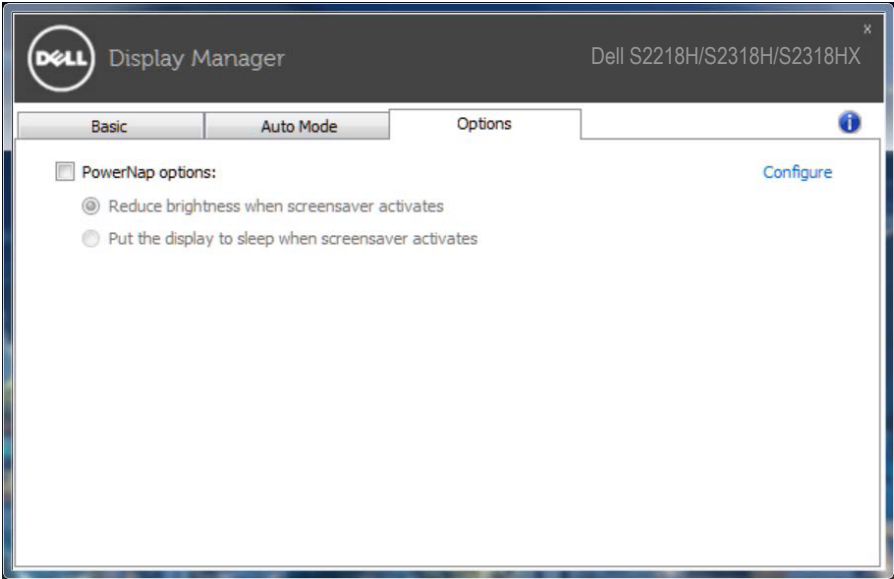 DELL Display Manager Dell S2218H/S2318H/S2318HX x
Basic Auto Mode Options i
PowerNap options: Configure
Reduce brightness when screensaver activates
Put the display to sleep when screensaver activates